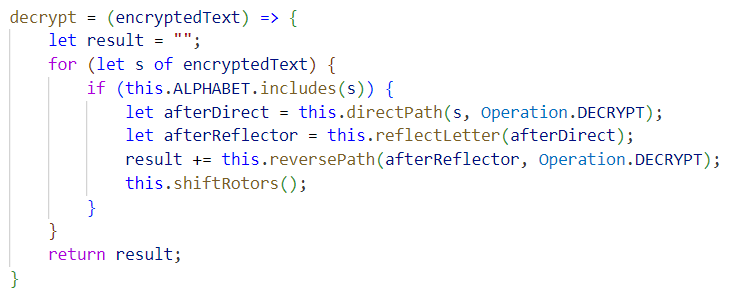 decrypt = (encryptedText) => {
    let result = "";
    for (let s of encryptedText) {
        if (this.ALPHABET.includes(s)) {
            let afterDirect = this.directPath(s, Operation.DECRYPT);
            let afterReflector = this.reflectLetter(afterDirect);
            result += this.reversePath(afterReflector, Operation.DECRYPT);
            this.shiftRotors();
        }
    }
    return result;
}